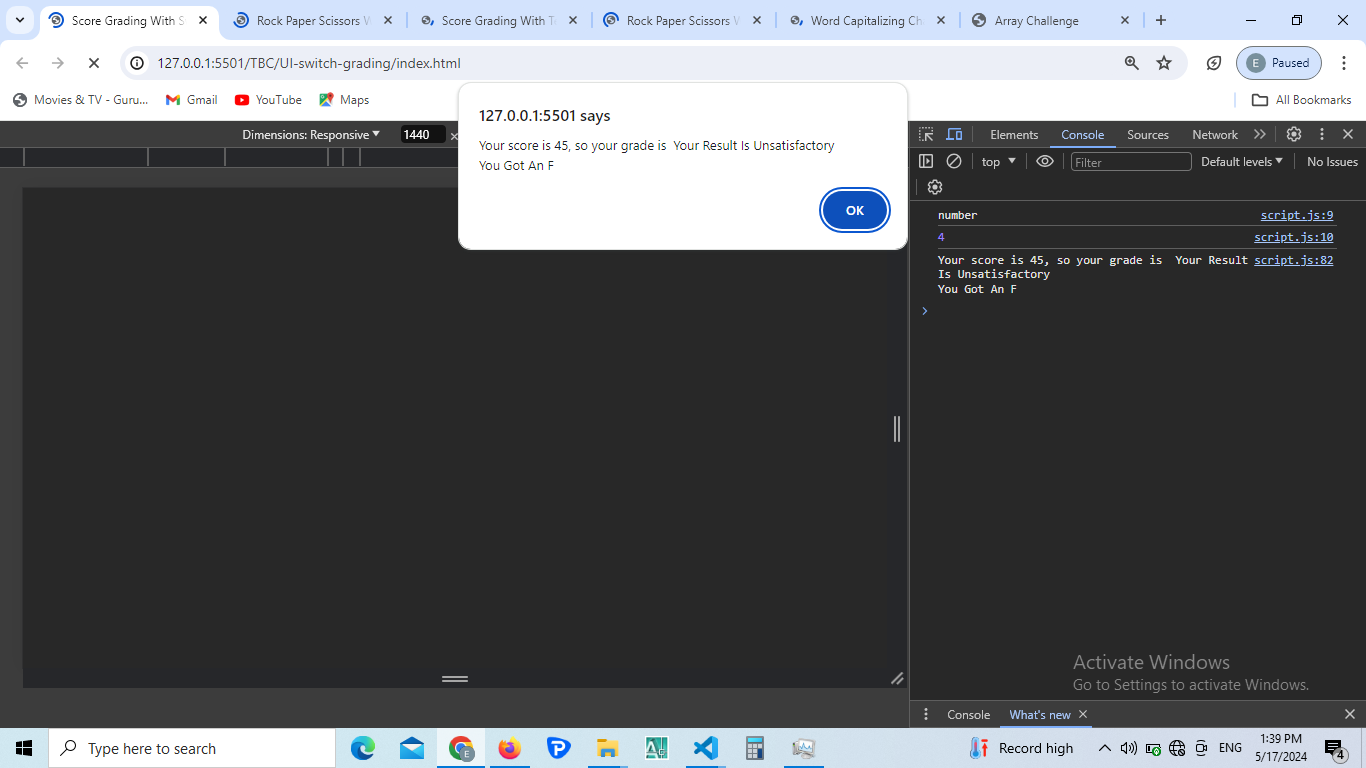 Score Grading With S
Rock Paper Scissors W
Score Grading With Te
Rock Paper Scissors W
Word Capitalizing Ch
Array Challenge
127.0.0.1:5501/TBC/UI-switch-grading/index.html
E Paused
Movies & TV - Guru...
Gmail
YouTube
Maps
All Bookmarks
127.0.0.1:5501 says
Your score is 45, so your grade is  Your Result Is Unsatisfactory
You Got An F
OK
Dimensions: Responsive
1440
Elements
Console
Sources
Network
top
Filter
Default levels
No Issues
number script.js:9
4 script.js:10
Your score is 45, so your grade is  Your Result script.js:82
Is Unsatisfactory
You Got An F
Activate Windows
Go to Settings to activate Windows.
Console
What's new
Type here to search
E
Record high
ENG
1:39 PM
5/17/2024
4